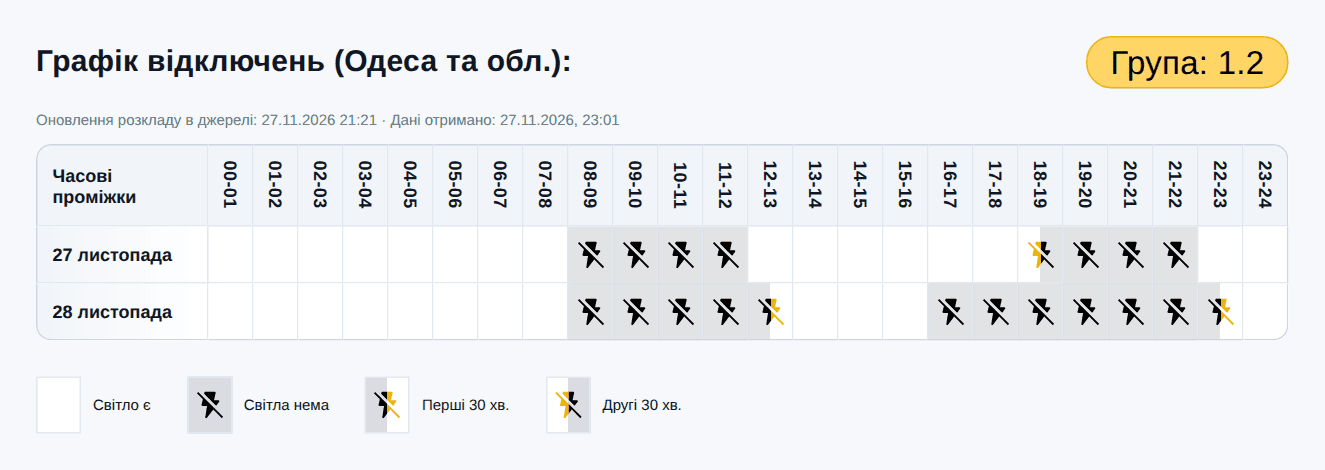 Графік відключень (Одеса та обл.):
Група: 1.2
Оновлення розкладу в джерелі: 27.11.2026 21:21 · Дані отримано: 27.11.2026, 23:01
Часові
проміжки
00-01 01-02 02-03 03-04 04-05 05-06 06-07 07-08 08-09 09-10 10-11 11-12 12-13 13-14 14-15 15-16 16-17 17-18 18-19 19-20 20-21 21-22 22-23 23-24
27 листопада
28 листопада
Світло є Світла нема Перші 30 хв. Другі 30 хв.